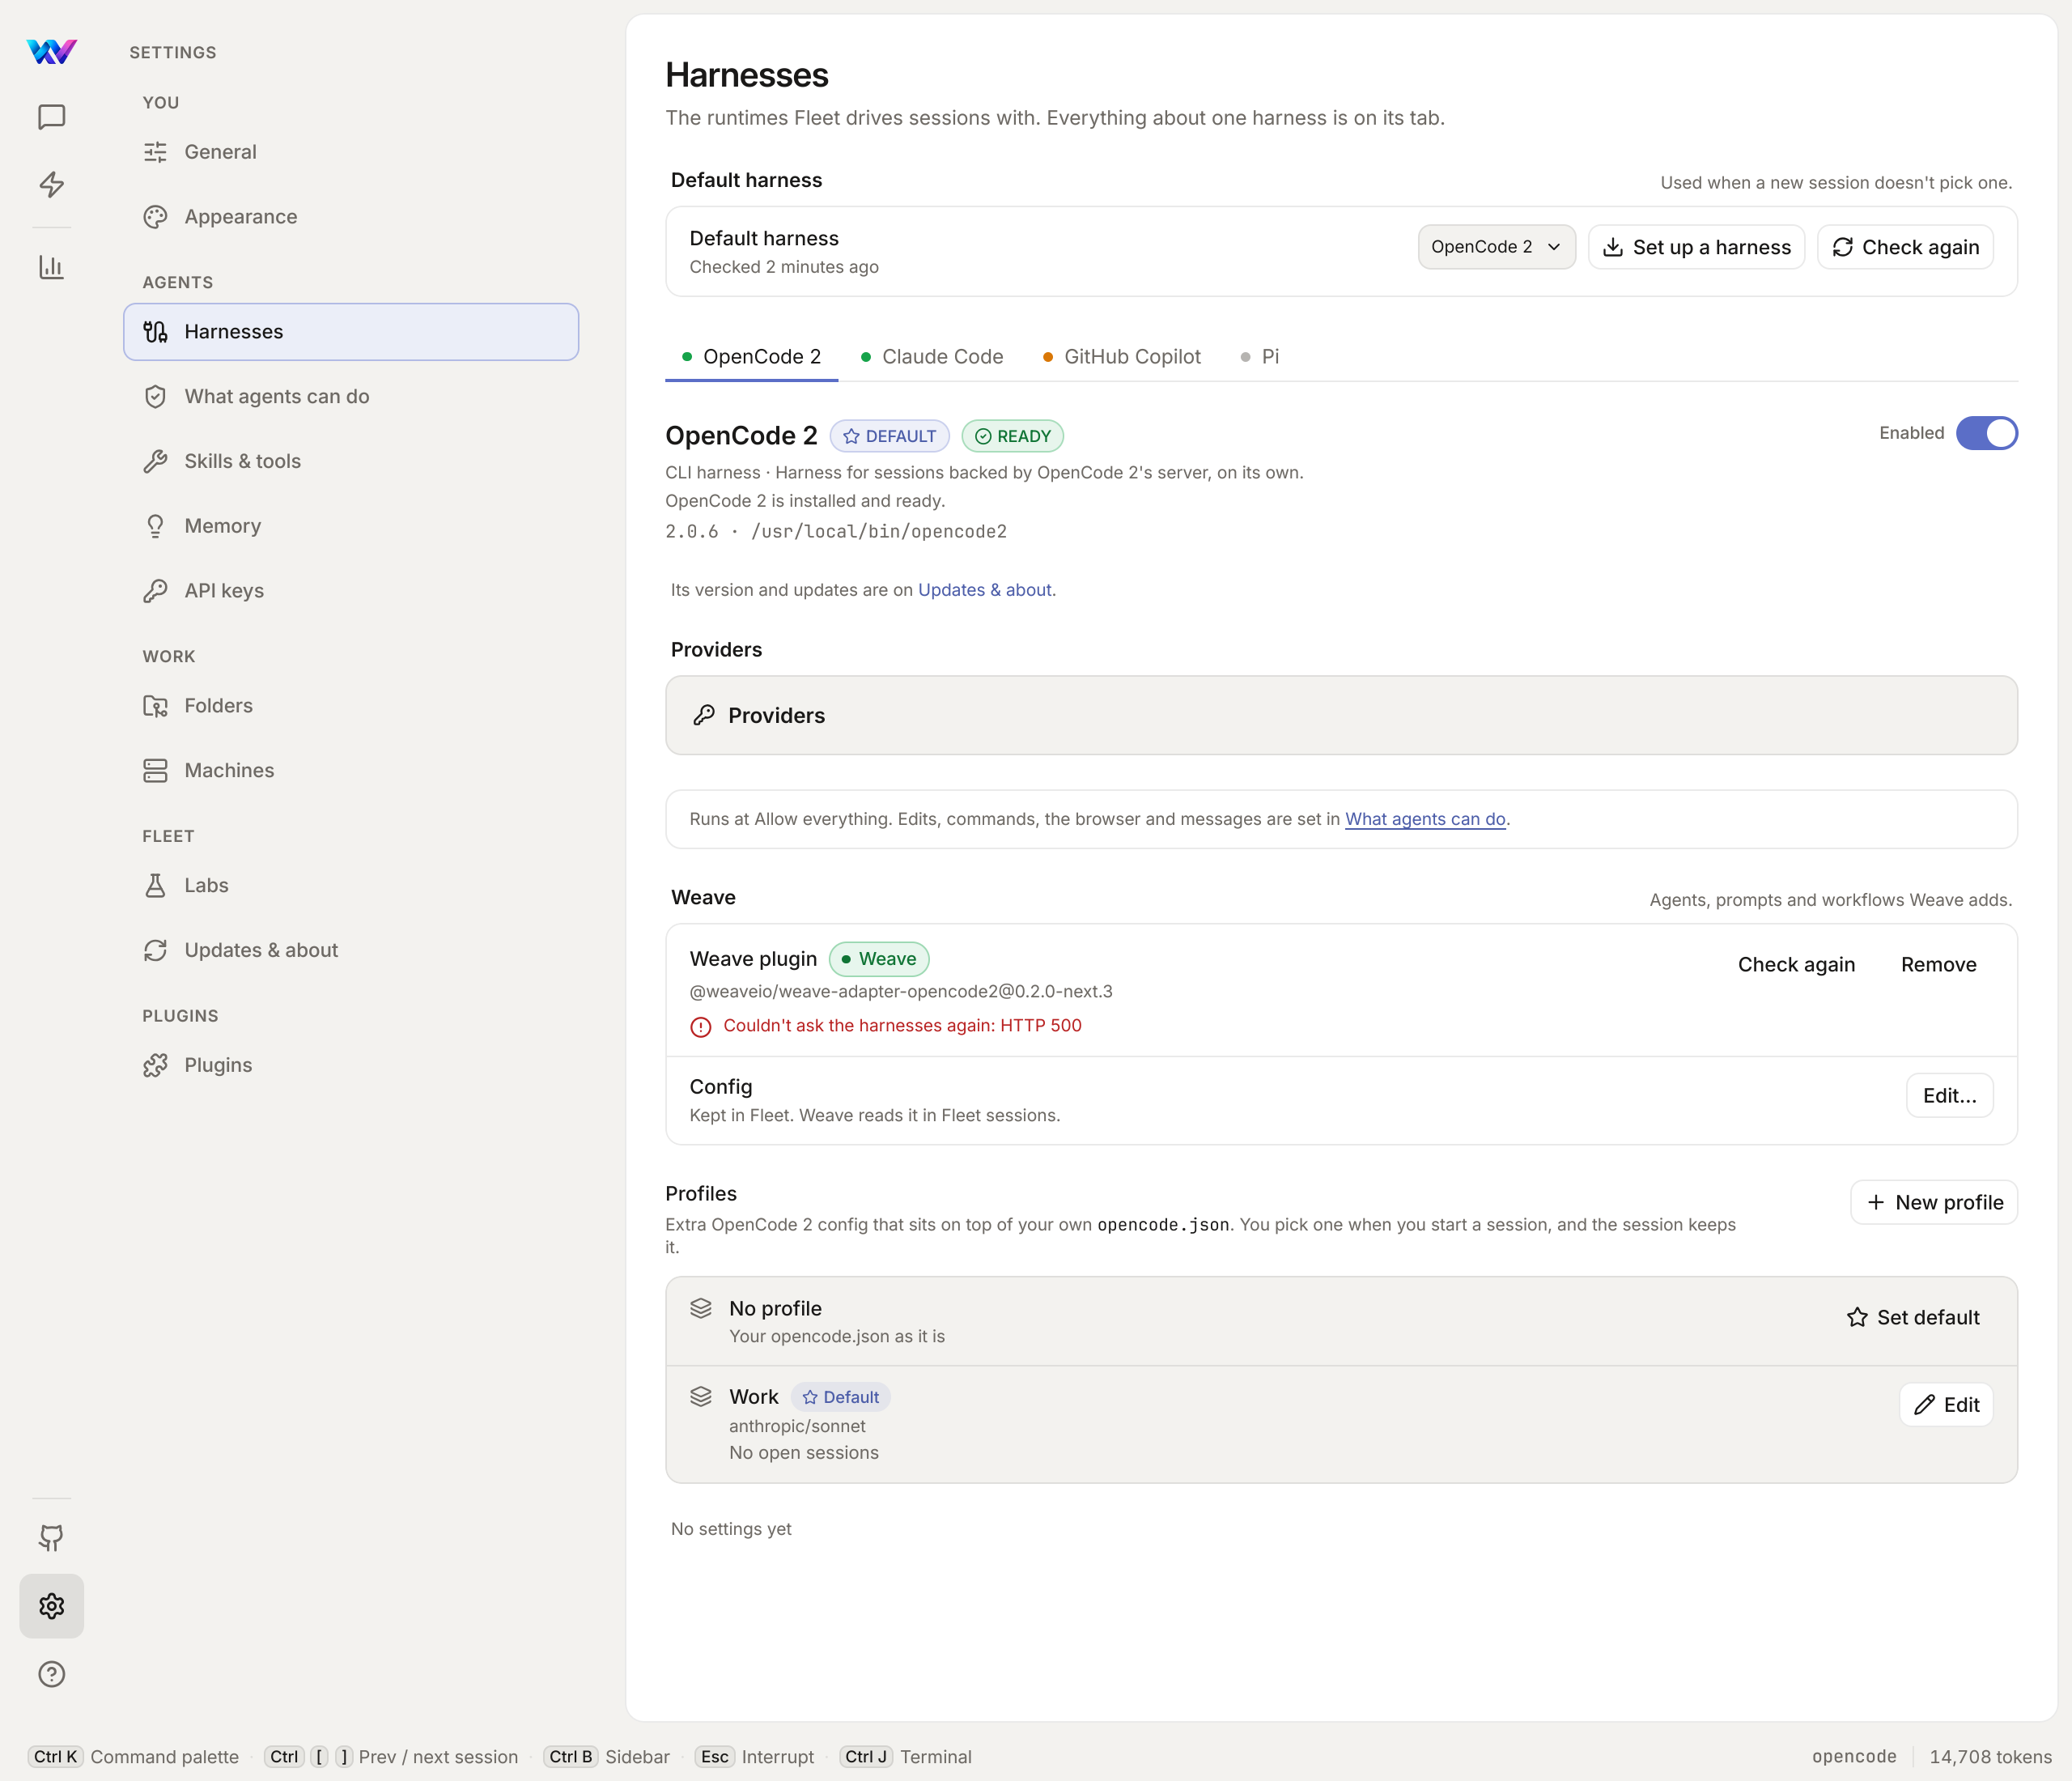 SETTINGS
YOU
General
Appearance
AGENTS
Harnesses
What agents can do
Skills & tools
Memory
API keys
WORK
Folders
Machines
FLEET
Labs
Updates & about
PLUGINS
Plugins
Harnesses
The runtimes Fleet drives sessions with. Everything about one harness is on its tab.
Default harness
Used when a new session doesn't pick one.
Default harness
Checked 2 minutes ago
OpenCode 2
Set up a harness
Check again
OpenCode 2
Claude Code
GitHub Copilot
Pi
OpenCode 2
DEFAULT
READY
Enabled
CLI harness · Harness for sessions backed by OpenCode 2's server, on its own.
OpenCode 2 is installed and ready.
2.0.6 · /usr/local/bin/opencode2
Its version and updates are on Updates & about.
Providers
Providers
Runs at Allow everything. Edits, commands, the browser and messages are set in What agents can do.
Weave
Agents, prompts and workflows Weave adds.
Weave plugin
Weave
Check again
Remove
@weaveio/weave-adapter-opencode2@0.2.0-next.3
Couldn't ask the harnesses again: HTTP 500
Config
Kept in Fleet. Weave reads it in Fleet sessions.
Edit...
Profiles
New profile
Extra OpenCode 2 config that sits on top of your own opencode.json. You pick one when you start a session, and the session keeps
it.
No profile
Your opencode.json as it is
Set default
Work
Default
anthropic/sonnet
No open sessions
Edit
No settings yet
Ctrl K Command palette · Ctrl [ ] Prev / next session · Ctrl B Sidebar · Esc Interrupt · Ctrl J Terminal
opencode
14,708 tokens